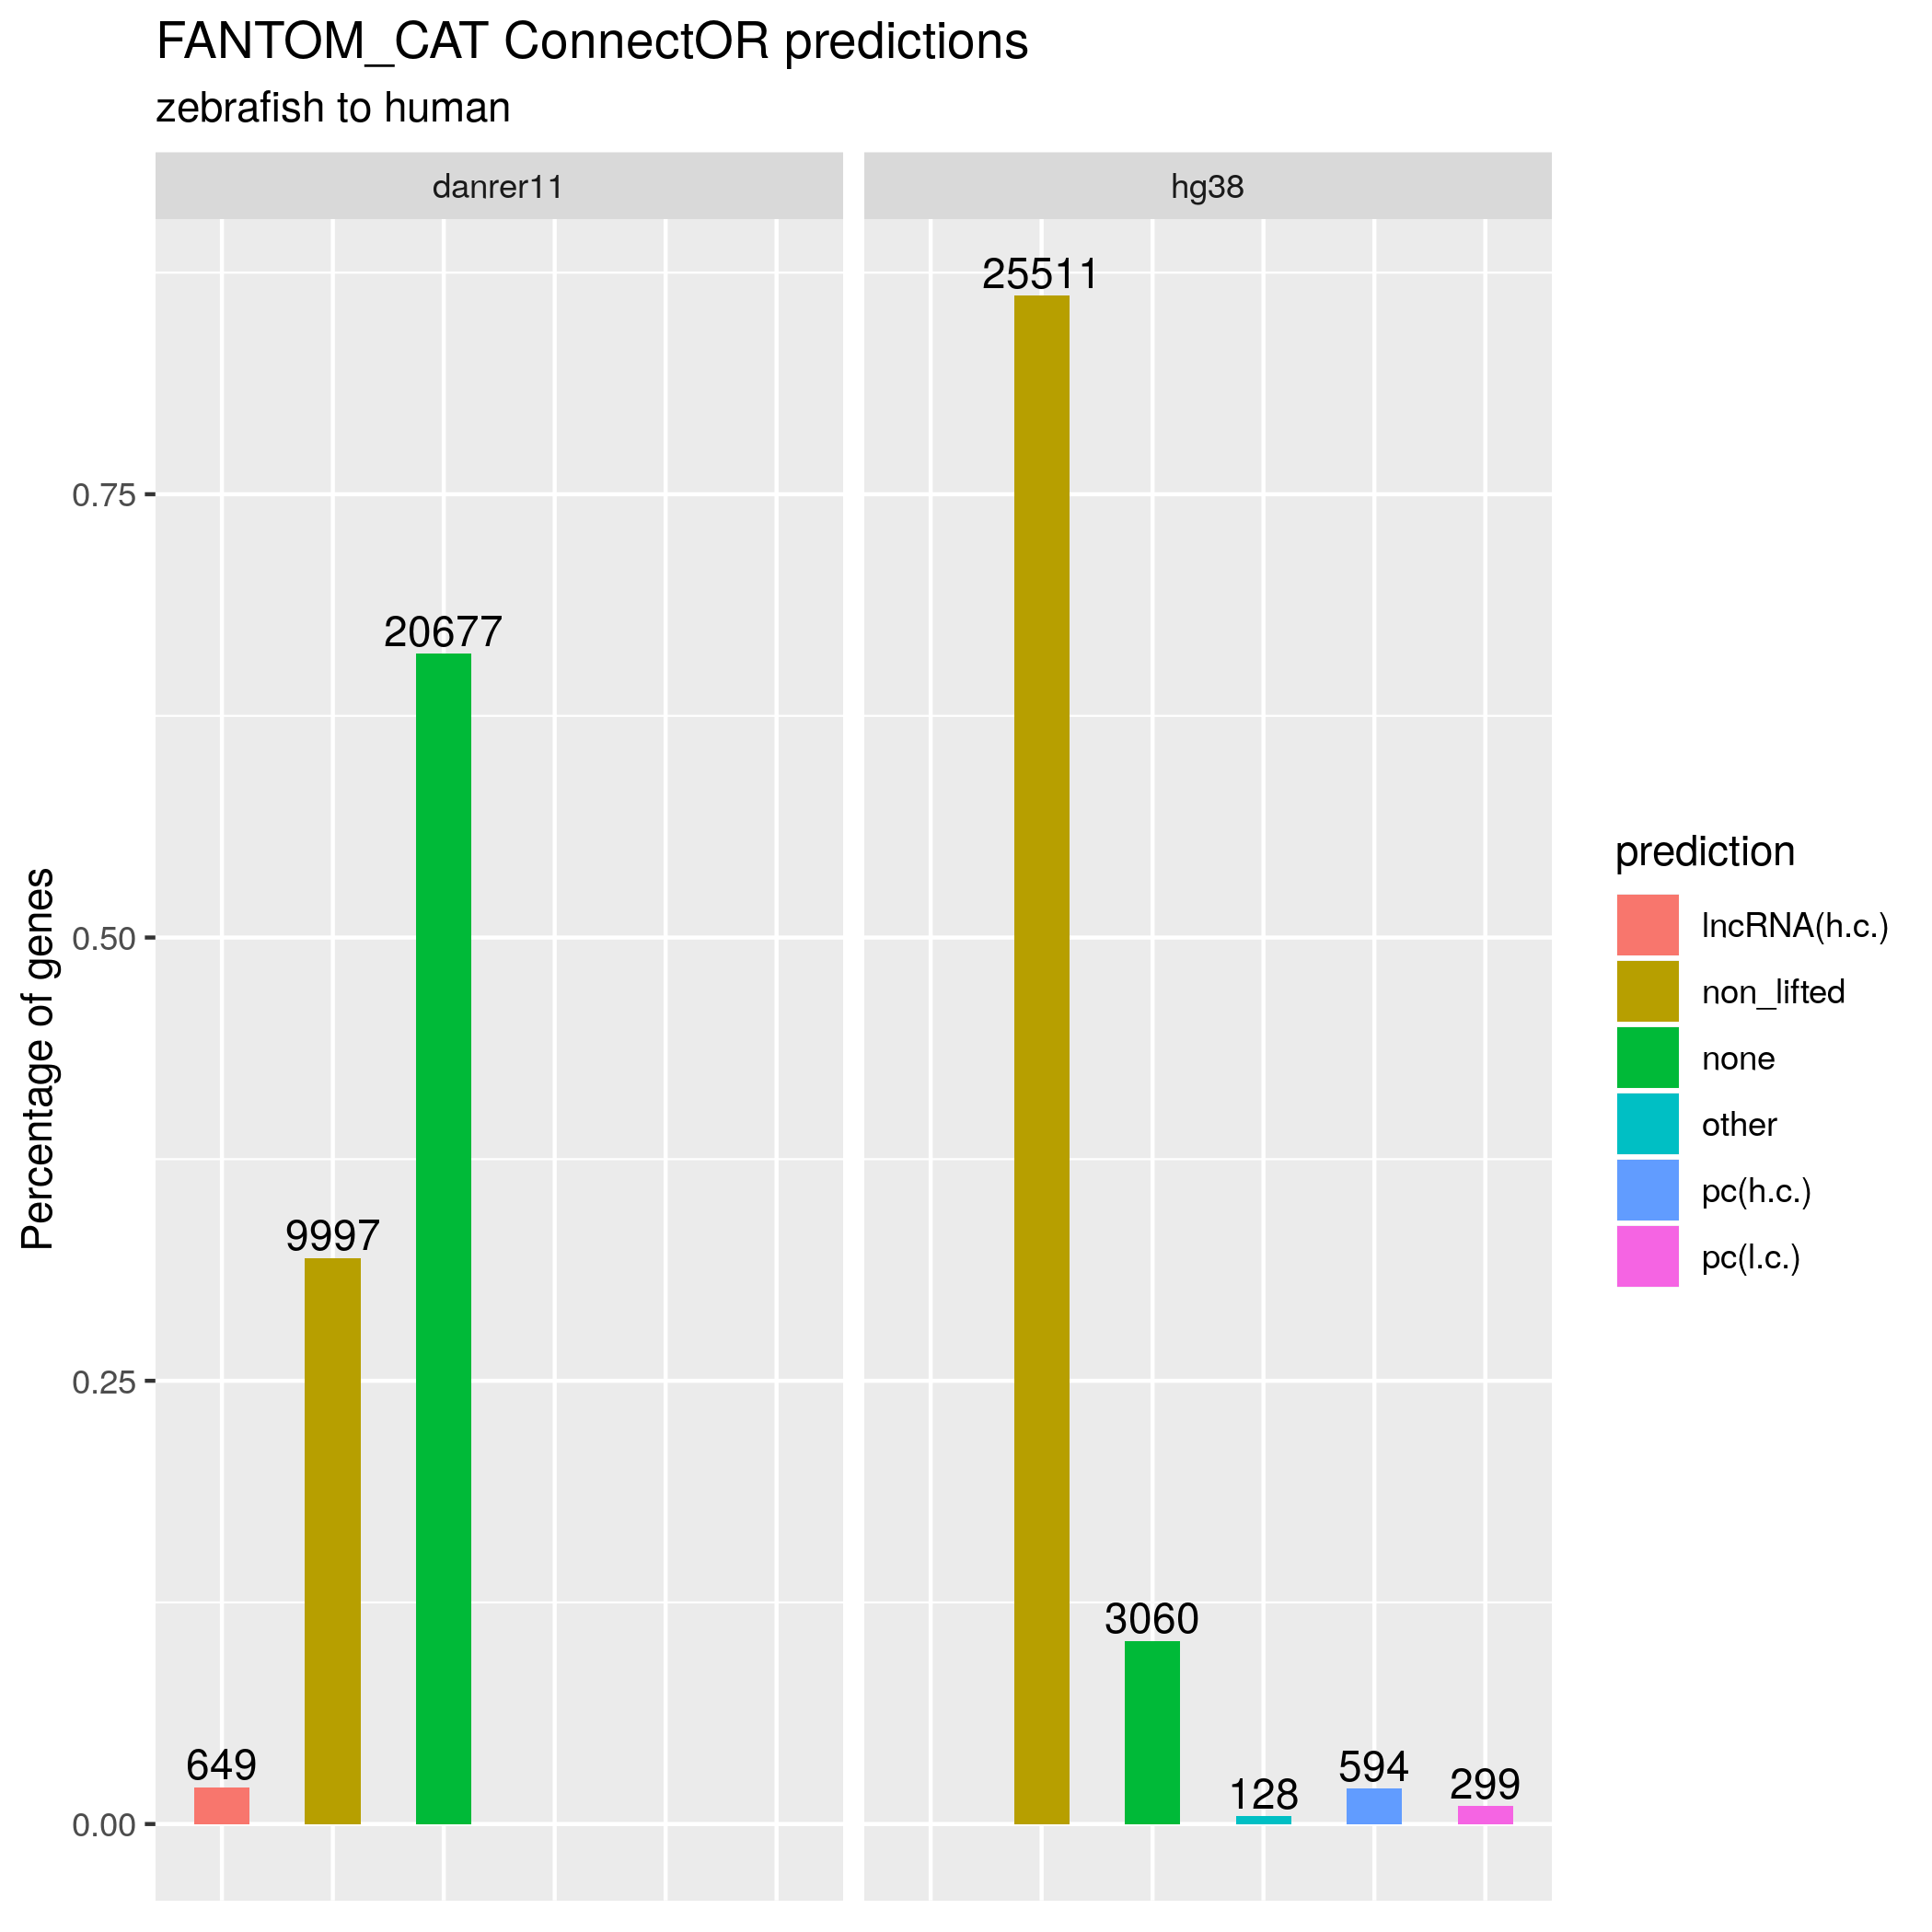 FANTOM_CAT ConnectOR predictions
zebrafish to human
danrer11
hg38
25511
20677
9997
649
3060
128
594
299
0.75
0.50
0.25
0.00
Percentage of genes
prediction
lncRNA(h.c.)
non_lifted
none
other
pc(h.c.)
pc(l.c.)